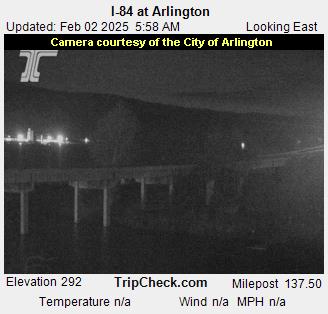 I-84 at Arlington
Updated: Feb 02 2025 5:58 AM Looking East
Camera courtesy of the City of Arlington
Elevation 292 TripCheck.com Milepost 137.50
Temperature n/a Wind n/a MPH n/a